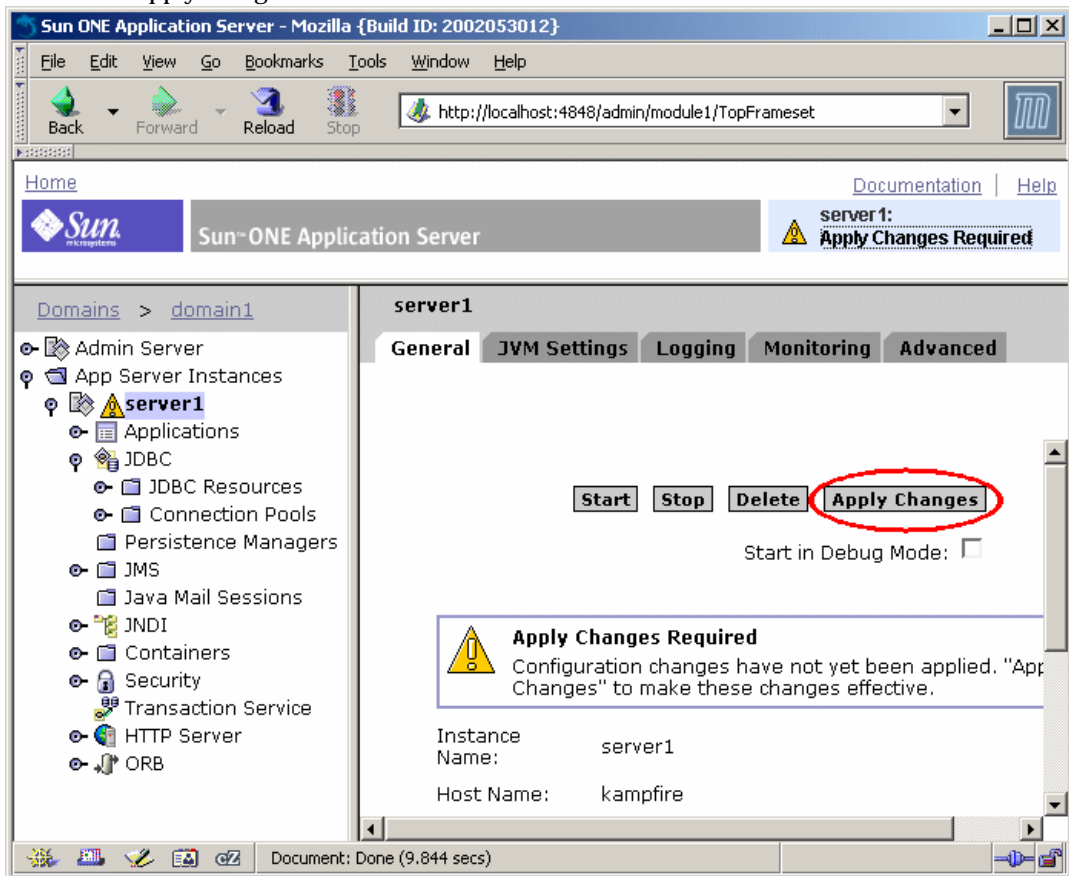 Sun ONE Application Server - Mozilla {Build ID: 2002053012}
File Edit View Go Bookmarks Tools Window Help
Back Forward Reload Stop http://localhost:4848/admin/module1/TopFrameset
Home Documentation | Help
Sun microsystems Sun ONE Application Server
server1:
Apply Changes Required
Domains > domain1
Admin Server
App Server Instances
server1
Applications
JDBC
JDBC Resources
Connection Pools
Persistence Managers
JMS
Java Mail Sessions
JNDI
Containers
Security
Transaction Service
HTTP Server
ORB
server1
General JVM Settings Logging Monitoring Advanced
Start Stop Delete Apply Changes
Start in Debug Mode:
Apply Changes Required
Configuration changes have not yet been applied. "App
Changes" to make these changes effective.
Instance Name: server1
Host Name: kampfire
Document: Done (9.844 secs)